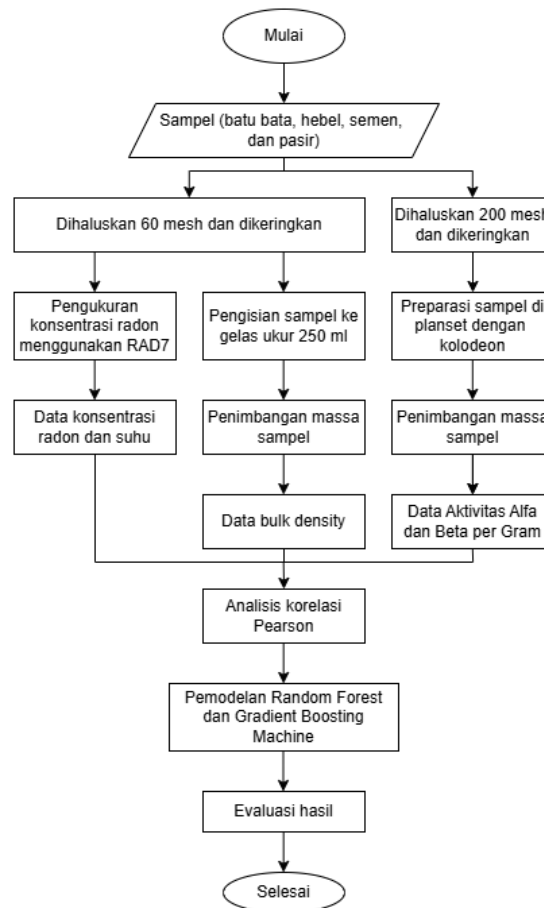 Mulai
Sampel (batu bata, hebel, semen,
dan pasir)
Dihaluskan 60 mesh dan dikeringkan
Dihaluskan 200 mesh
dan dikeringkan
Pengukuran
konsentrasi radon
menggunakan RAD7
Pengisian sampel ke
gelas ukur 250 ml
Preparasi sampel di
planset dengan
kolodeon
Data konsentrasi
radon dan suhu
Penimbangan massa
sampel
Penimbangan massa
sampel
Data bulk density
Data Aktivitas Alfa
dan Beta per Gram
Analisis korelasi
Pearson
Pemodelan Random Forest
dan Gradient Boosting
Machine
Evaluasi hasil
Selesai